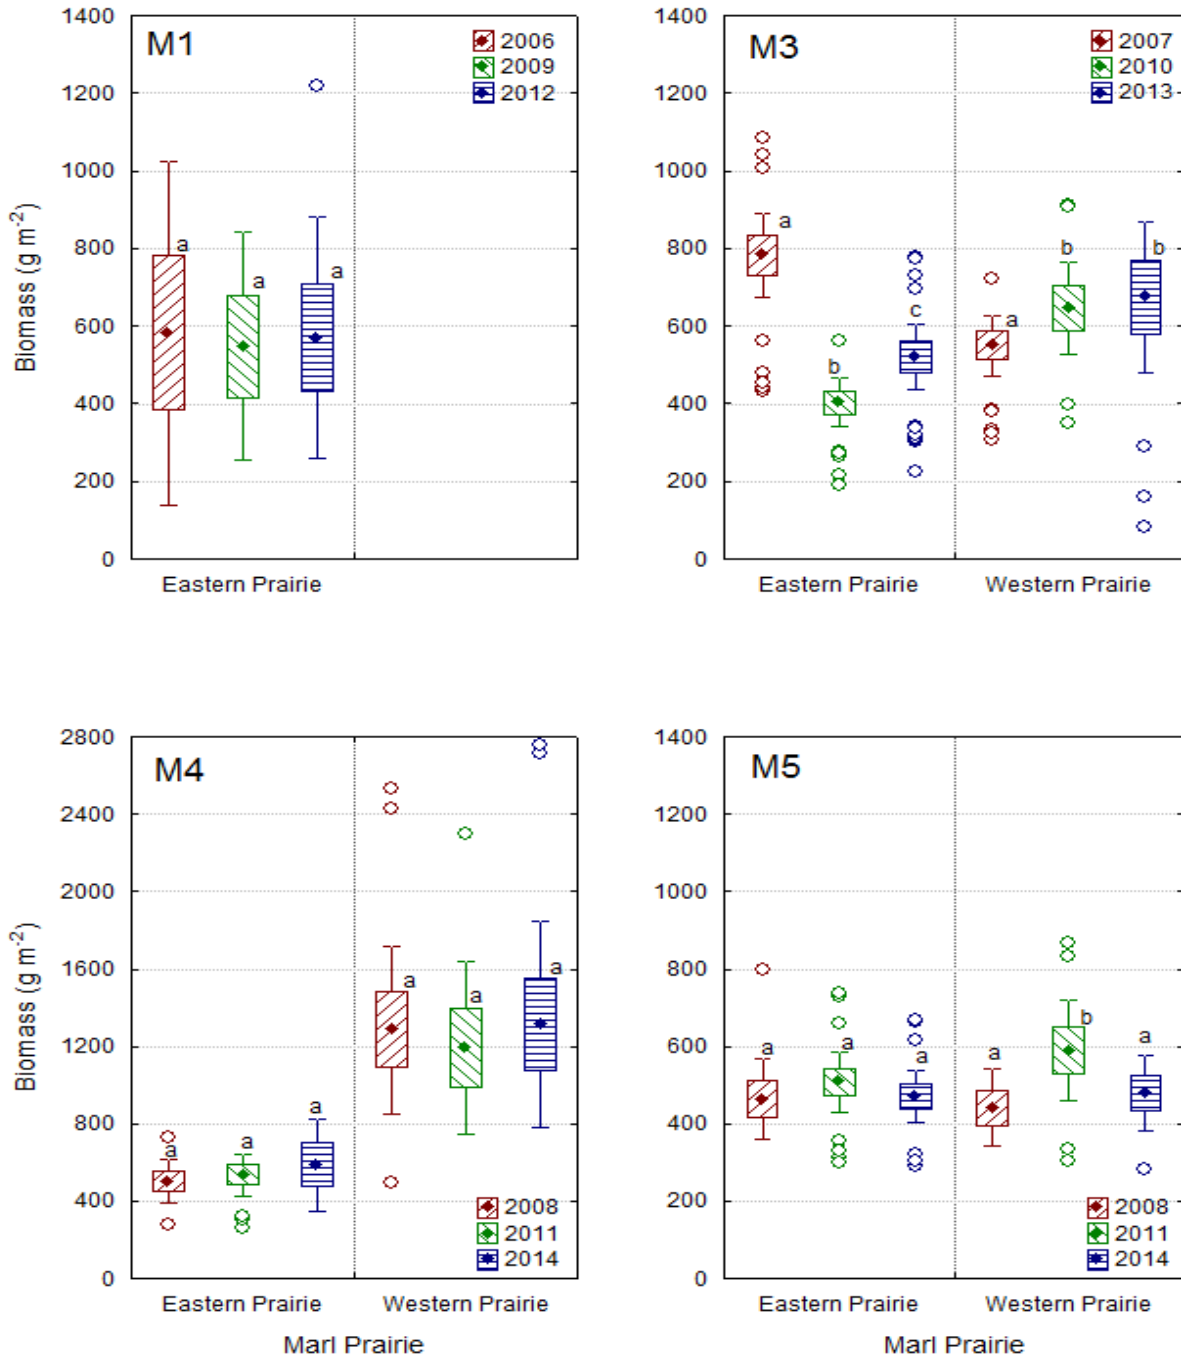 M1
2006
2009
2012
1400
1200
1000
800
600
400
200
0
Biomass (g m⁻²)
a
a
a
Eastern Prairie
M3
2007
2010
2013
1400
1200
1000
800
600
400
200
0
a
b
c
a
b
b
Eastern Prairie
Western Prairie
M4
2800
2400
2000
1600
1200
800
400
0
Biomass (g m⁻²)
a
a
a
a
a
a
2008
2011
2014
Eastern Prairie
Western Prairie
Marl Prairie
M5
1400
1200
1000
800
600
400
200
0
a
a
a
a
b
a
2008
2011
2014
Eastern Prairie
Western Prairie
Marl Prairie